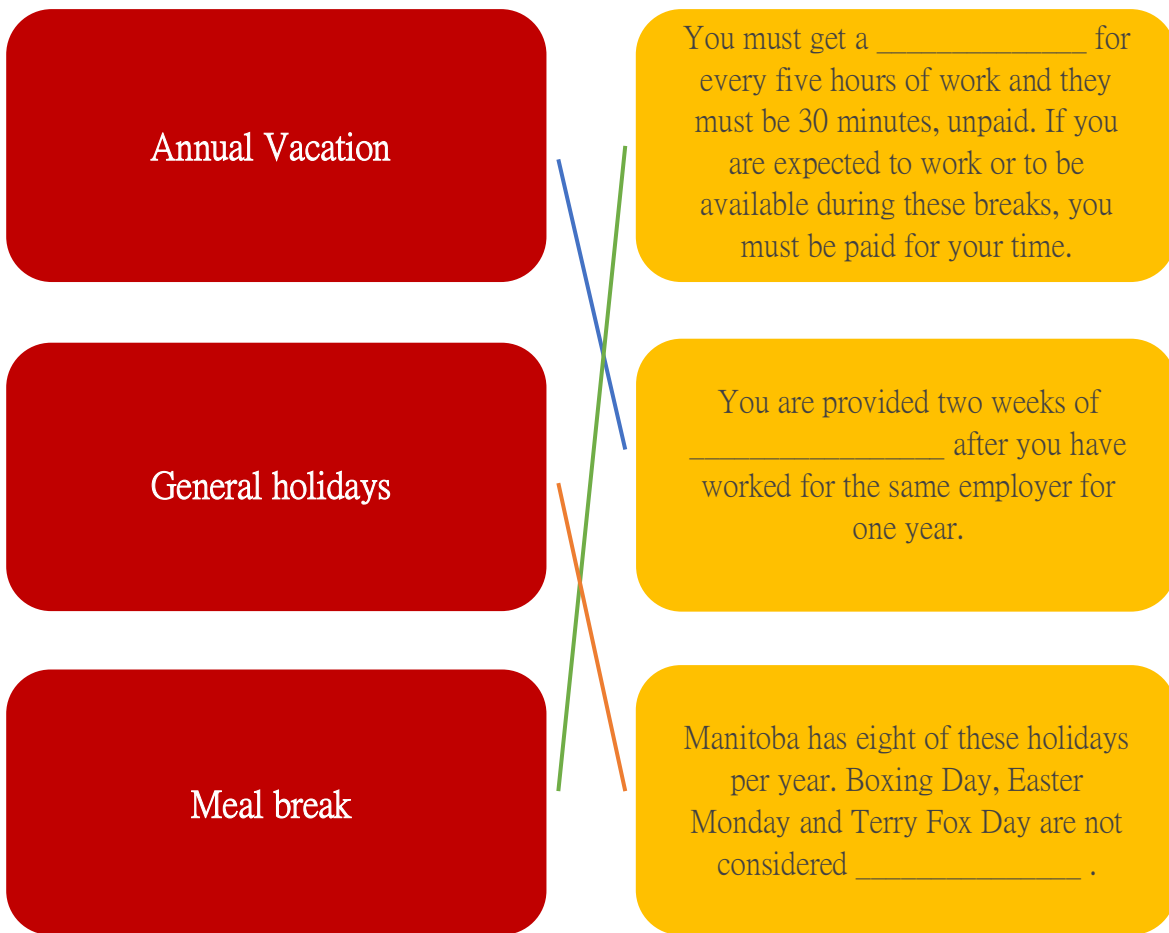 Annual Vacation
You must get a ______________ for
every five hours of work and they
must be 30 minutes, unpaid. If you
are expected to work or to be
available during these breaks, you
must be paid for your time.
General holidays
You are provided two weeks of
_________________ after you have
worked for the same employer for
one year.
Meal break
Manitoba has eight of these holidays
per year. Boxing Day, Easter
Monday and Terry Fox Day are not
considered _______________ .